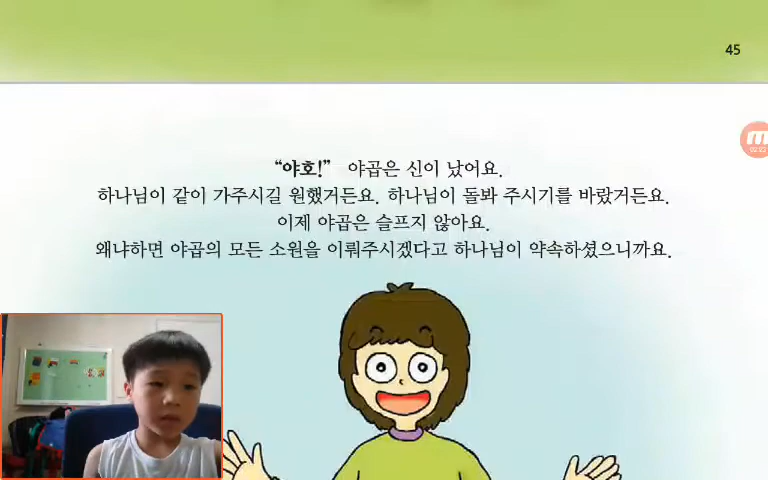 45
“야호!” 야곱은 신이 났어요.
하나님이 같이 가주시길 원했거든요. 하나님이 돌봐 주시기를 바랐거든요.
이제 야곱은 슬프지 않아요.
왜냐하면 야곱의 모든 소원을 이뤄주시겠다고 하나님이 약속하셨으니까요.